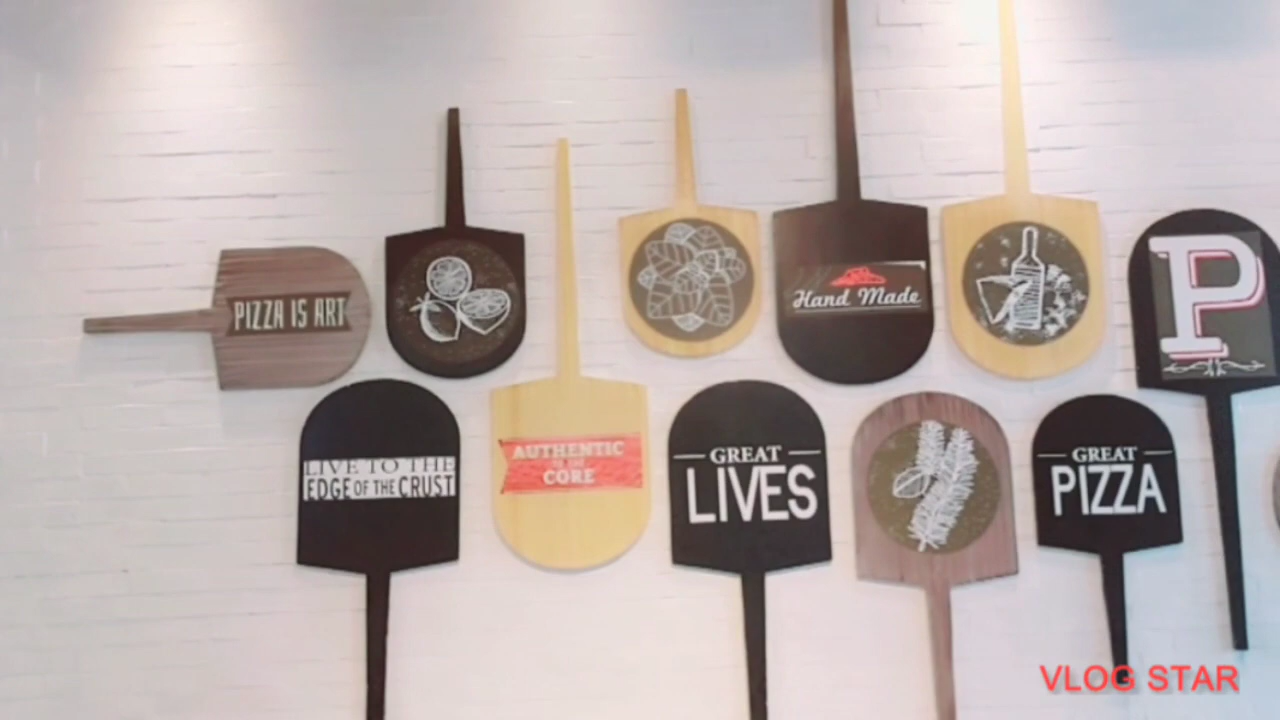 PIZZA IS ART
Hand Made
P
LIVE TO THE
EDGE OF THE CRUST
AUTHENTIC
CORE
GREAT
LIVES
GREAT
PIZZA
VLOG STAR